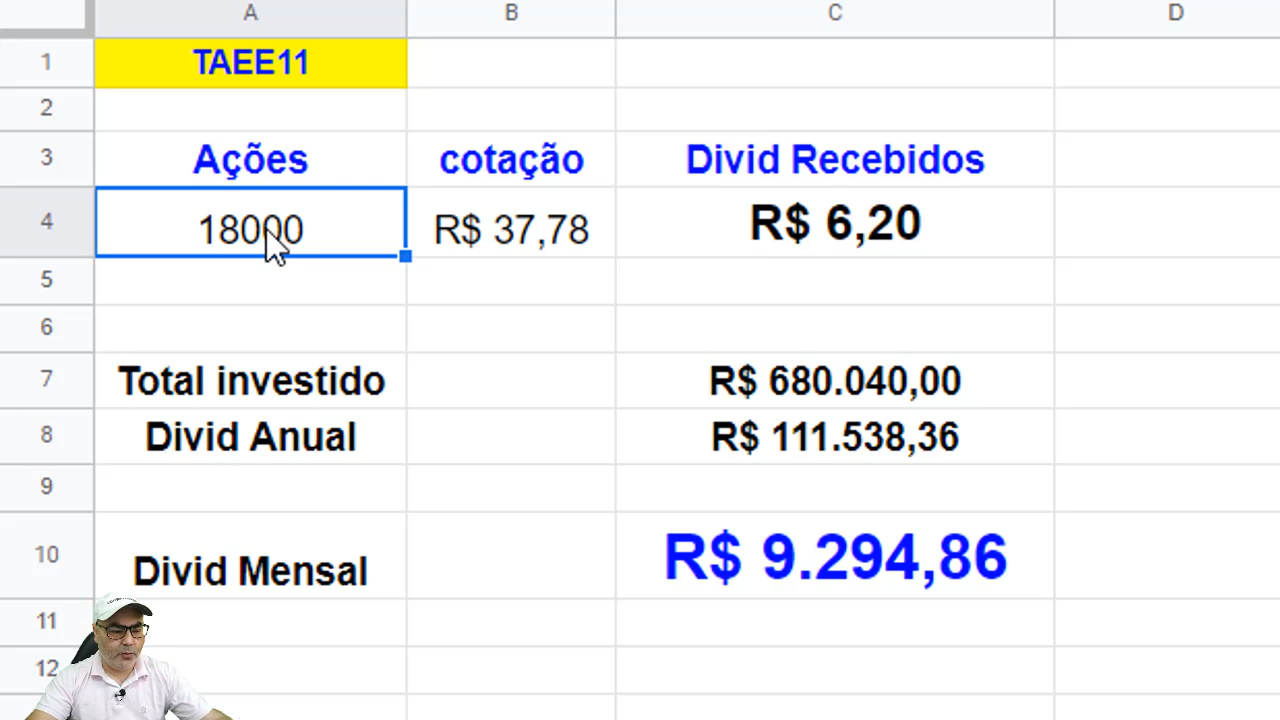 A B C D
1 TAEE11
2
3 Ações cotação Divid Recebidos
4 18000 R$ 37,78 R$ 6,20
5
6
7 Total investido R$ 680.040,00
8 Divid Anual R$ 111.538,36
9
10 Divid Mensal R$ 9.294,86
11
12